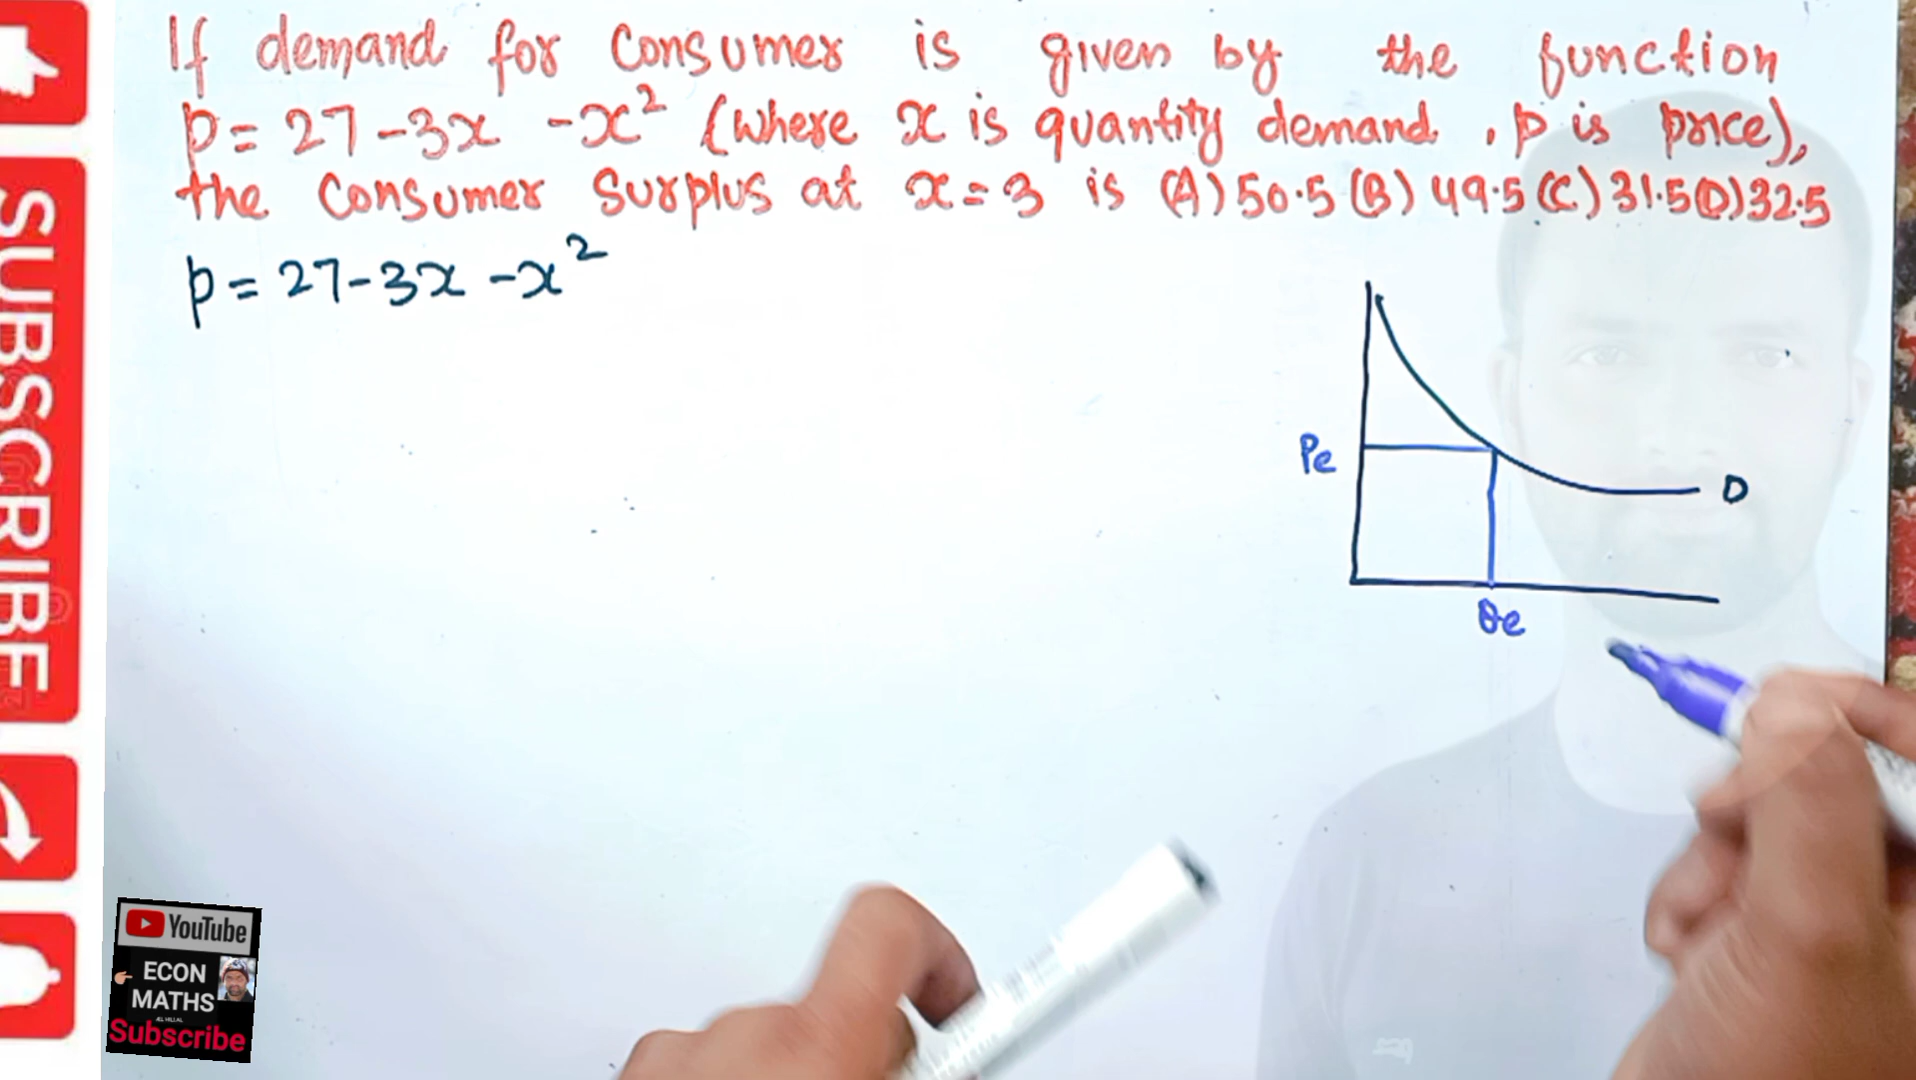 If demand for Consumer is given by the function
p = 27 - 3x - x² (where x is quantity demand, p is price),
the Consumer Surplus at x = 3 is (A) 50.5 (B) 49.5 (C) 31.5 (D) 32.5
p = 27 - 3x - x²
Pe
D
Qe
SUBSCRIBE
YouTube
ECON
MATHS
Subscribe